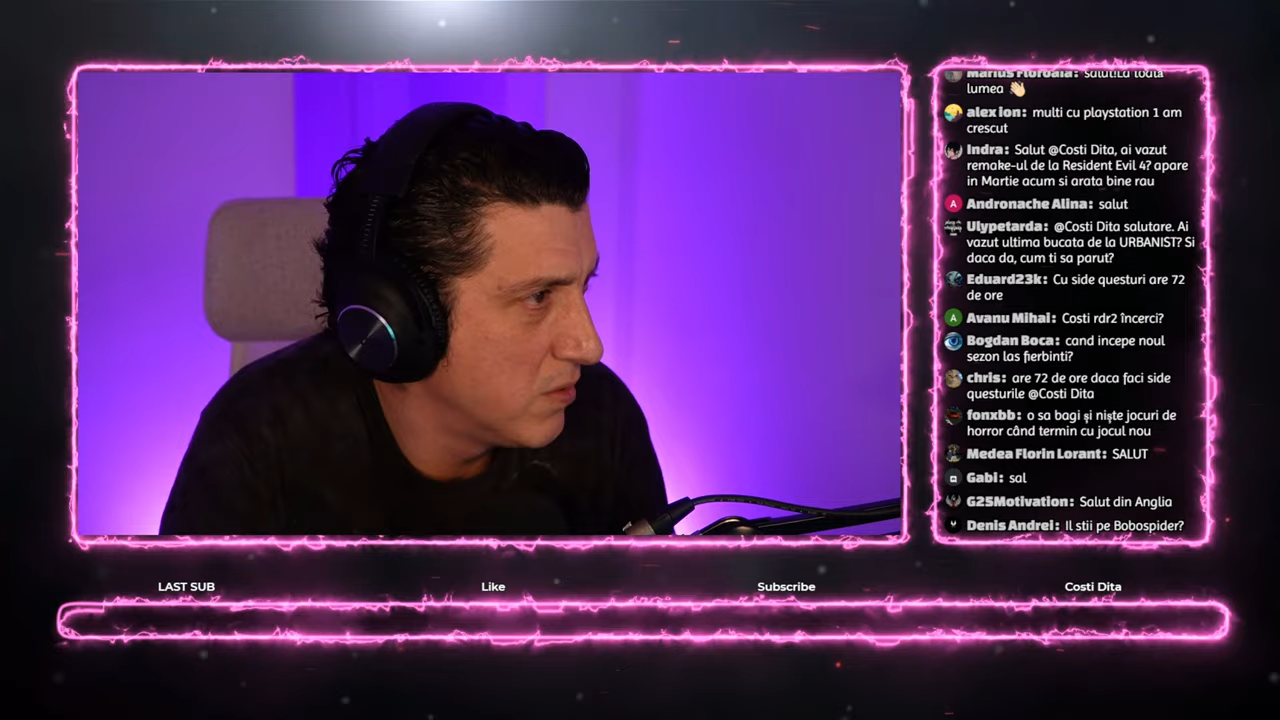 Marius Floroaia: salut!La toată
lumea
alex ion: multi cu playstation 1 am
crescut
Indra: Salut @Costi Dita, ai vazut
remake-ul de la Resident Evil 4? apare
in Martie acum si arata bine rau
A Andronache Alina: salut
Ulypetarda: @Costi Dita salutare. Ai
vazut ultima bucata de la URBANIST? Si
daca da, cum ti sa parut?
Eduard23k: Cu side questuri are 72
de ore
A Avanu Mihai: Costi rdr2 încerci?
Bogdan Boca: cand incepe noul
sezon las fierbinti?
chris: are 72 de ore daca faci side
questurile @Costi Dita
fonxbb: o sa bagi și niște jocuri de
horror când termin cu jocul nou
Medea Florin Lorant: SALUT
Gabi: sal
G25Motivation: Salut din Anglia
Denis Andrei: Il stii pe Bobospider?
LAST SUB
Like
Subscribe
Costi Dita